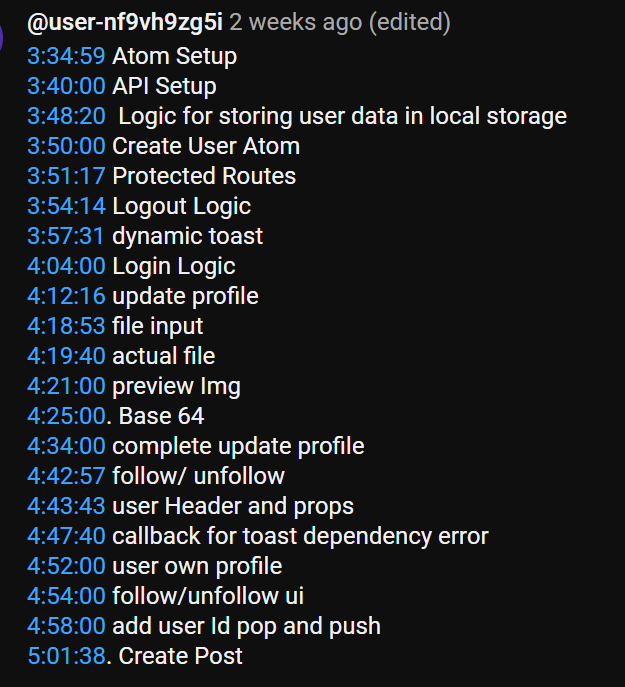 @user-nf9vh9zg5i 2 weeks ago (edited)
3:34:59 Atom Setup
3:40:00 API Setup
3:48:20 Logic for storing user data in local storage
3:50:00 Create User Atom
3:51:17 Protected Routes
3:54:14 Logout Logic
3:57:31 dynamic toast
4:04:00 Login Logic
4:12:16 update profile
4:18:53 file input
4:19:40 actual file
4:21:00 preview Img
4:25:00. Base 64
4:34:00 complete update profile
4:42:57 follow/ unfollow
4:43:43 user Header and props
4:47:40 callback for toast dependency error
4:52:00 user own profile
4:54:00 follow/unfollow ui
4:58:00 add user Id pop and push
5:01:38. Create Post